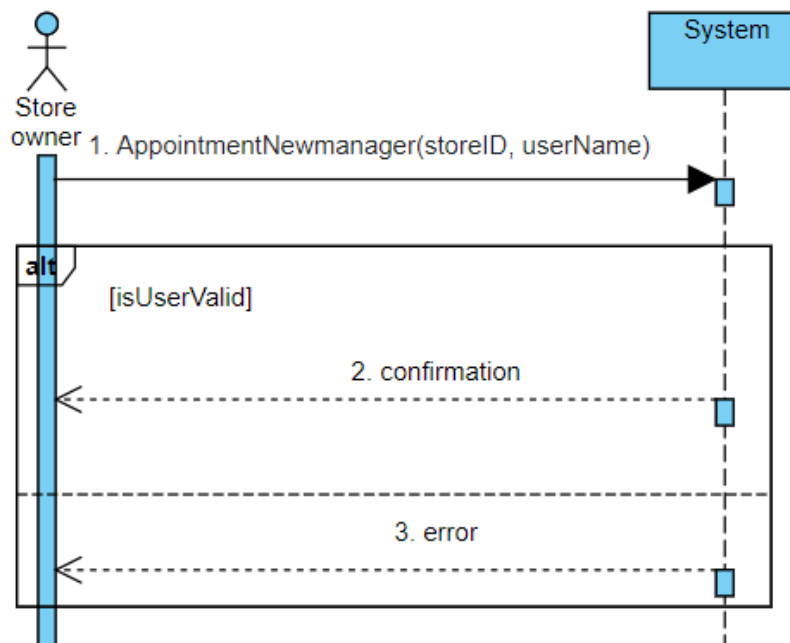 System
Store
owner
1. AppointmentNewmanager(storeID, userName)
alt
[isUserValid]
2. confirmation
3. error